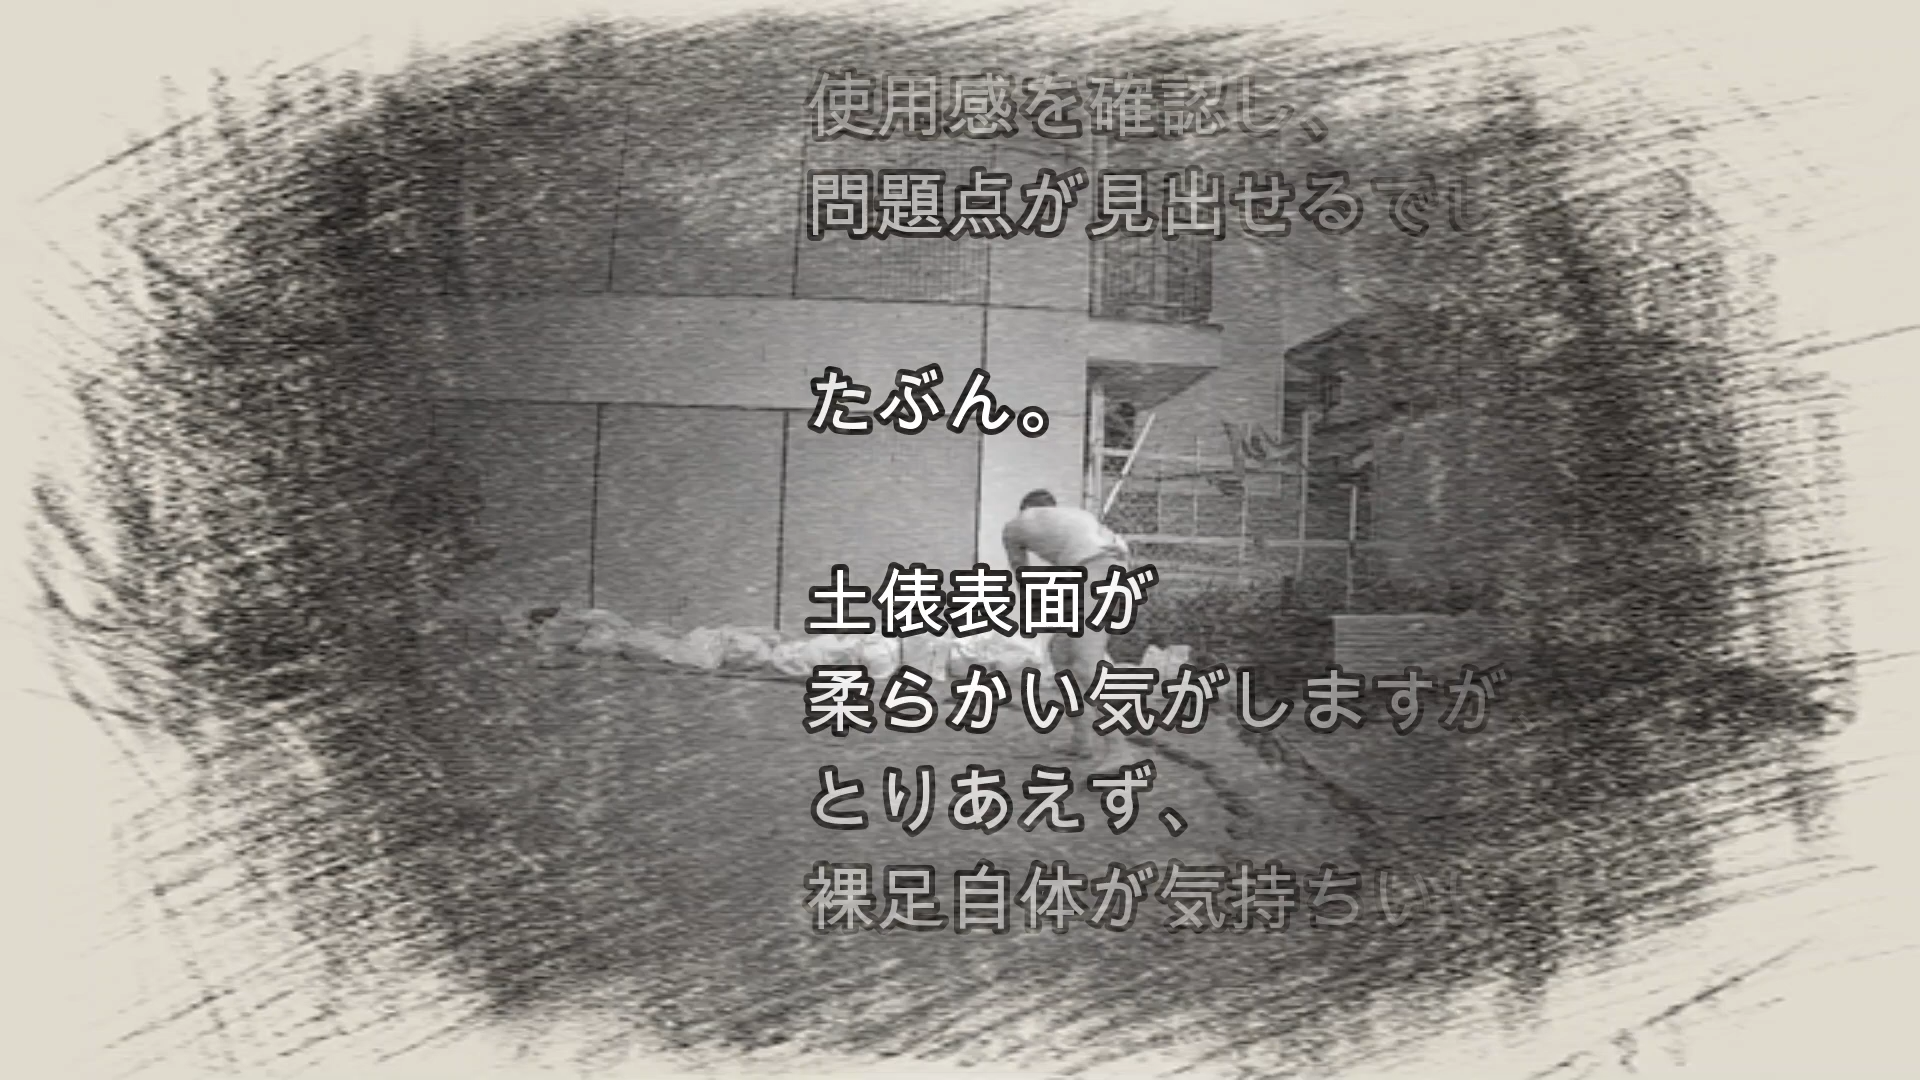 使用感を確認し、
問題点が見出せるでし
たぶん。
土俵表面が
柔らかい気がしますが
とりあえず、
裸足自体が気持ちい